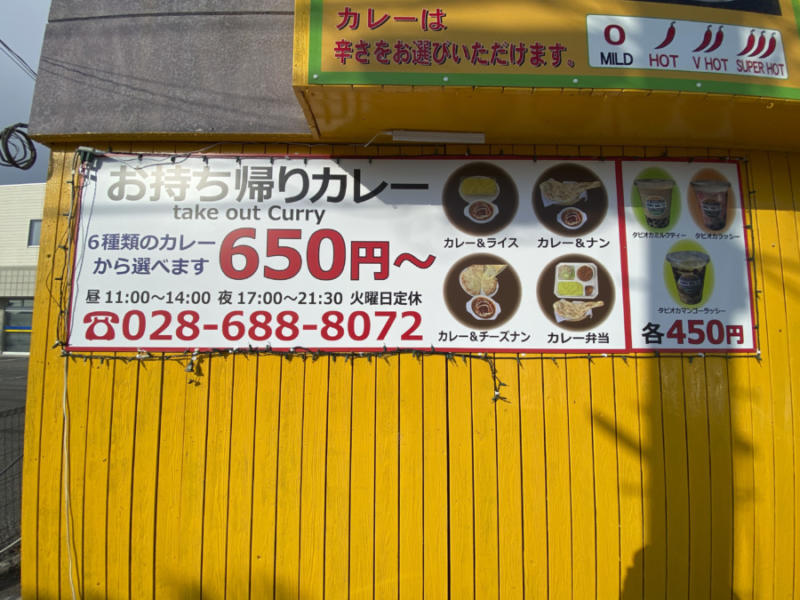 カレーは
辛さをお選びいただけます。
O MILD HOT V HOT SUPER HOT
お持ち帰りカレー
take out Curry
6種類のカレー
から選べます
650円〜
昼 11:00〜14:00 夜 17:00〜21:30 火曜日定休
☎028-688-8072
カレー&ライス
カレー&ナン
カレー&チーズナン
カレー弁当
タピオカミルクティー
タピオカラッシー
タピオカマンゴーラッシー
各450円